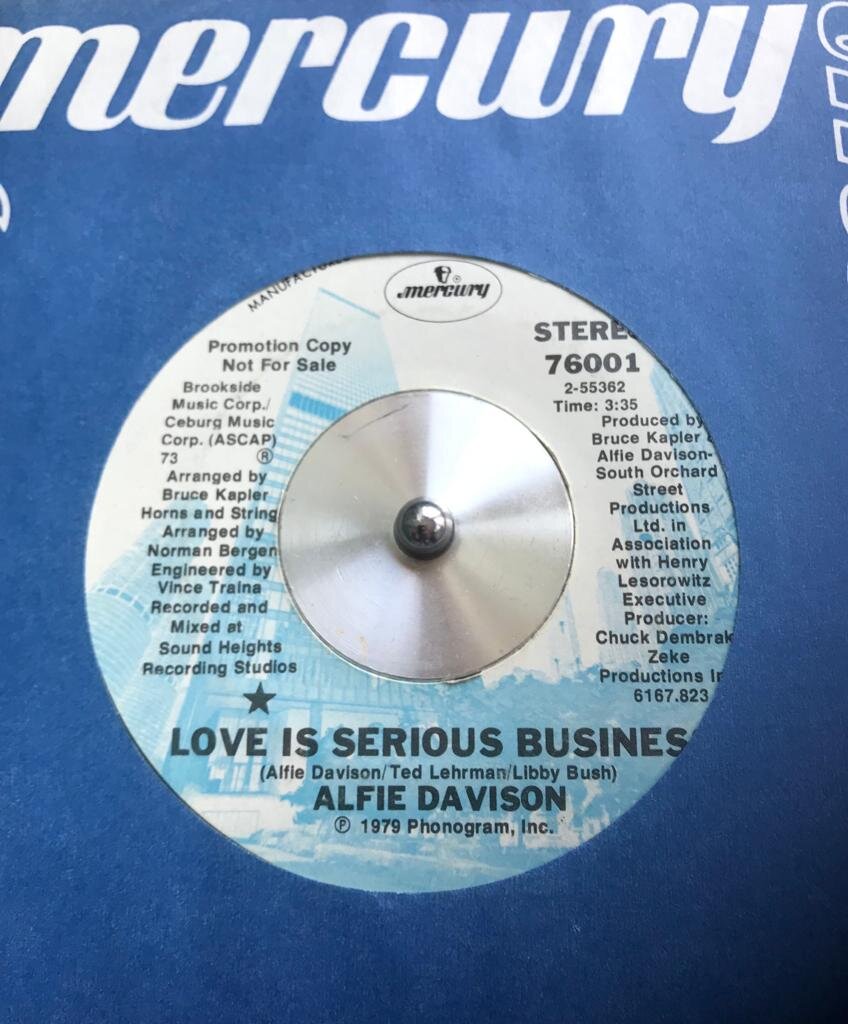 mercury
MANUFACTURE
mercury
Promotion Copy
Not For Sale
Brookside
Music Corp./
Ceburg Music
Corp. (ASCAP)
73 ®
Arranged by
Bruce Kapler
Horns and String
Arranged by
Norman Bergen
Engineered by
Vince Traina
Recorded and
Mixed at
Sound Heights
Recording Studios
STEREO
76001
2-55362
Time: 3:35
Produced by
Bruce Kapler &
Alfie Davison-
South Orchard
Street
Productions
Ltd. in
Association
with Henry
Lesorowitz
Executive
Producer:
Chuck Dembrak
Zeke
Productions In
6167.823
★
LOVE IS SERIOUS BUSINES
(Alfie Davison/Ted Lehrman/Libby Bush)
ALFIE DAVISON
℗ 1979 Phonogram, Inc.